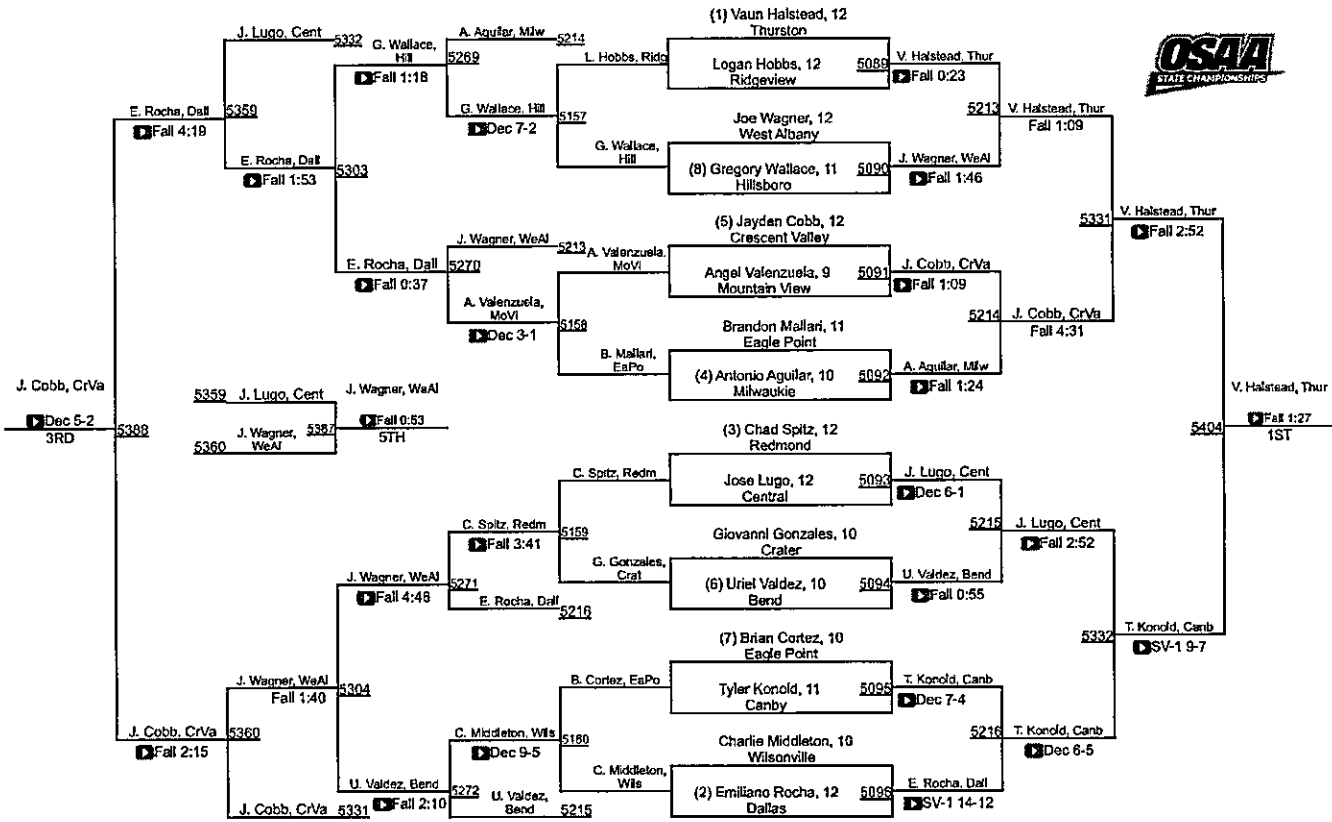 OSAA
STATE CHAMPIONSHIPS
(1) Vaun Halstead, 12
Thurston
Logan Hobbs, 12
Ridgeview
5089
Joe Wagner, 12
West Albany
(8) Gregory Wallace, 11
Hillsboro
5090
(5) Jayden Cobb, 12
Crescent Valley
Angel Valenzuela, 9
Mountain View
5091
Brandon Mallari, 11
Eagle Point
(4) Antonio Aguilar, 10
Milwaukie
5092
(3) Chad Spitz, 12
Redmond
Jose Lugo, 12
Central
5093
Giovanni Gonzales, 10
Crater
(6) Uriel Valdez, 10
Bend
5094
(7) Brian Cortez, 10
Eagle Point
Tyler Konold, 11
Canby
5095
Charlie Middleton, 10
Wilsonville
(2) Emiliano Rocha, 12
Dallas
5096
V. Halstead, Thur
Fall 0:23
J. Wagner, WeAl
Fall 1:46
J. Cobb, CrVa
Fall 1:09
A. Aguilar, Milw
Fall 1:24
J. Lugo, Cent
Dec 6-1
U. Valdez, Bend
Fall 0:55
T. Konold, Canb
Dec 7-4
E. Rocha, Dall
SV-1 14-12
5213
V. Halstead, Thur
Fall 1:09
5214
J. Cobb, CrVa
Fall 4:31
5215
J. Lugo, Cent
Fall 2:52
5216
T. Konold, Canb
Dec 6-5
5331
V. Halstead, Thur
Fall 2:52
5332
T. Konold, Canb
SV-1 9-7
5404
V. Halstead, Thur
Fall 1:27
1ST
L. Hobbs, Ridg
5157
G. Wallace,
Hill
A. Valenzuela,
MoVi
5158
B. Mallari,
EaPo
C. Spitz, Redm
5159
G. Gonzales,
Crat
B. Cortez, EaPo
5160
C. Middleton,
Wils
A. Aguilar, Milw
5214
5269
G. Wallace, Hill
Dec 7-2
J. Wagner, WeAl
5213
5270
A. Valenzuela,
MoVi
Dec 3-1
C. Spitz, Redm
Fall 3:41
5271
E. Rocha, Dall
5216
C. Middleton, Wils
Dec 9-5
5272
U. Valdez,
Bend
5215
G. Wallace,
Hill
Fall 1:18
5303
E. Rocha, Dall
Fall 0:37
J. Wagner, WeAl
Fall 4:48
5304
U. Valdez, Bend
Fall 2:10
J. Lugo, Cent
5332
5359
E. Rocha, Dall
Fall 1:53
J. Wagner, WeAl
Fall 1:40
5360
J. Cobb, CrVa
5331
E. Rocha, Dall
Fall 4:19
5388
J. Cobb, CrVa
Fall 2:15
J. Cobb, CrVa
Dec 5-2
3RD
5359
J. Lugo, Cent
5387
5360
J. Wagner,
WeAl
J. Wagner, WeAl
Fall 0:53
5TH